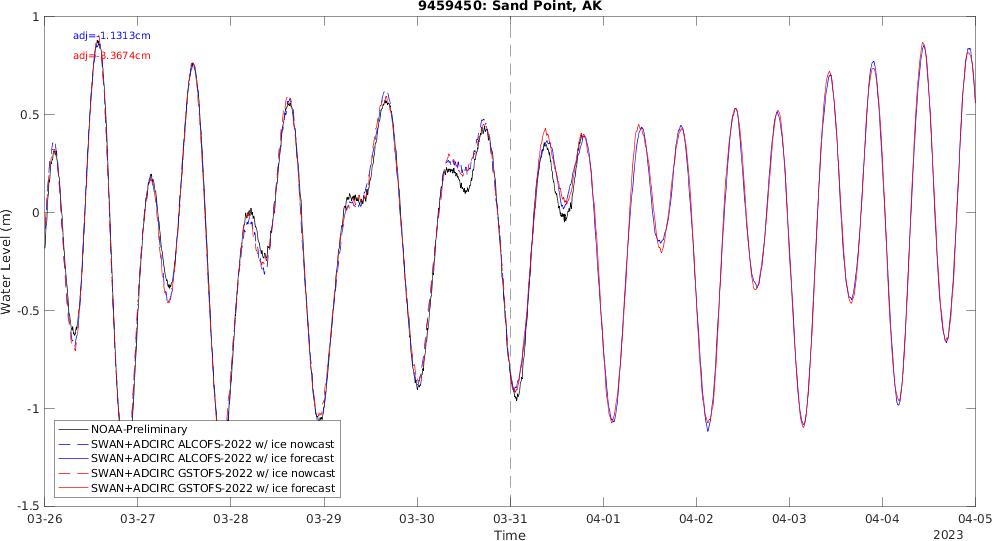 9459450: Sand Point, AK
adj=-1.1313cm
adj=-3.3674cm
1
0.5
0
-0.5
-1
-1.5
Water Level (m)
NOAA-Preliminary
SWAN+ADCIRC ALCOFS-2022 w/ ice nowcast
SWAN+ADCIRC ALCOFS-2022 w/ ice forecast
SWAN+ADCIRC GSTOFS-2022 w/ ice nowcast
SWAN+ADCIRC GSTOFS-2022 w/ ice forecast
03-26 03-27 03-28 03-29 03-30 03-31 04-01 04-02 04-03 04-04 04-05
Time
2023